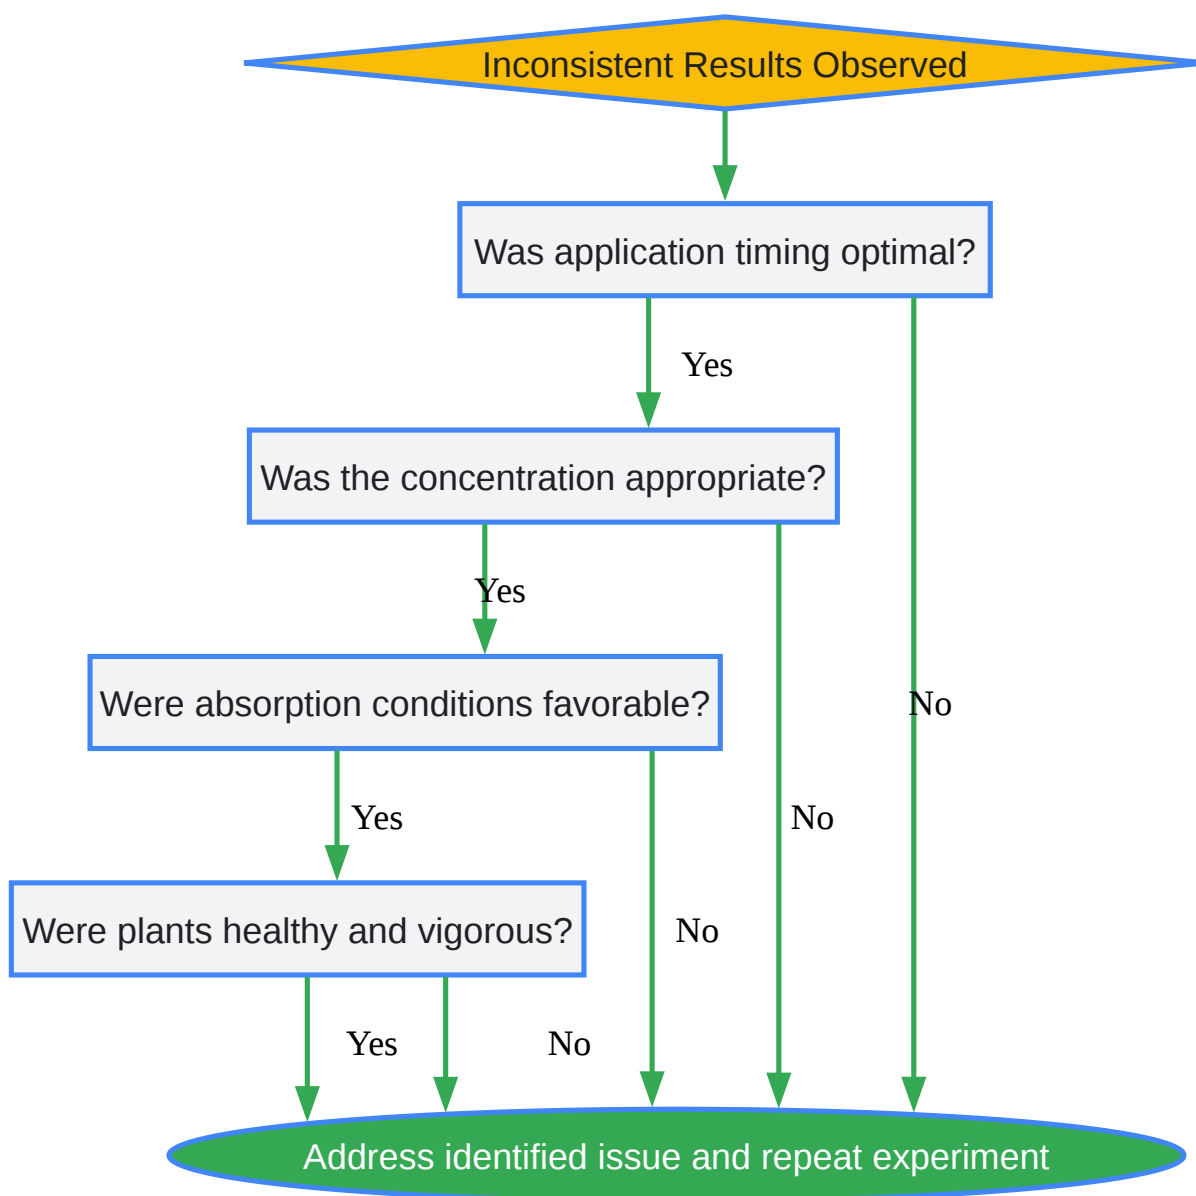 Inconsistent Results Observed
Was application timing optimal?
Yes
Was the concentration appropriate?
Yes
Were absorption conditions favorable?
No
Yes
No
Were plants healthy and vigorous?
No
Yes
No
Address identified issue and repeat experiment